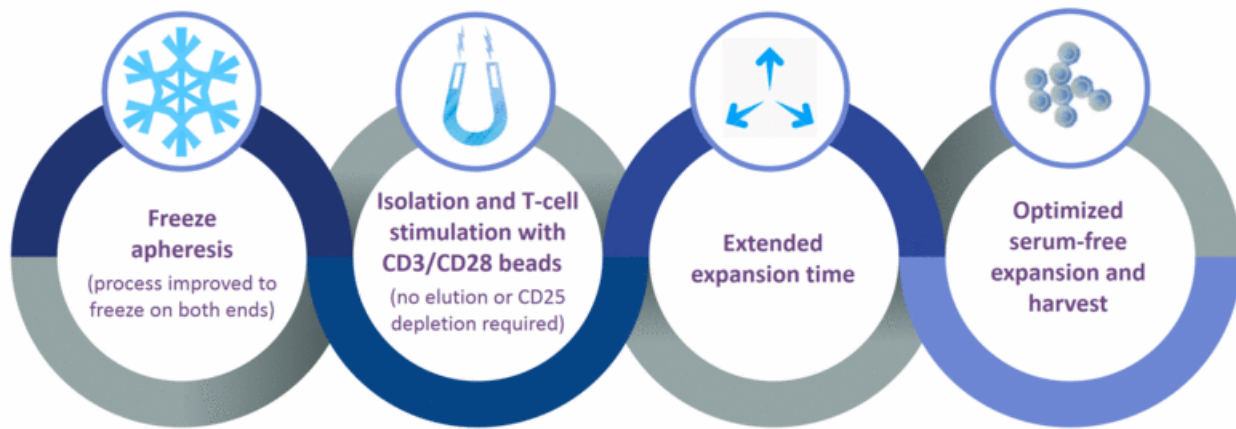 Freeze
apheresis
(process improved to
freeze on both ends)
Isolation and T-cell
stimulation with
CD3/CD28 beads
(no elution or CD25
depletion required)
Extended
expansion time
Optimized
serum-free
expansion and
harvest